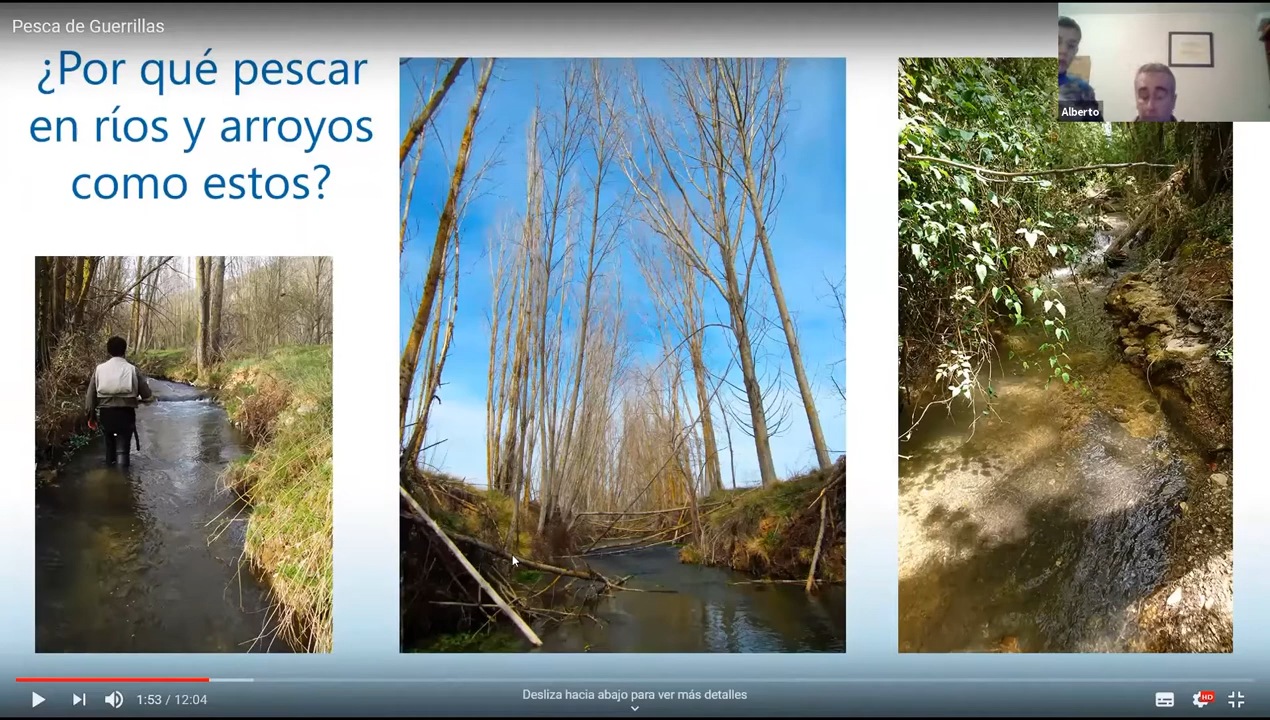 Pesca de Guerrillas
¿Por qué pescar
en ríos y arroyos
como estos?
Alberto
1:53 / 12:04
Desliza hacia abajo para ver más detalles
HD